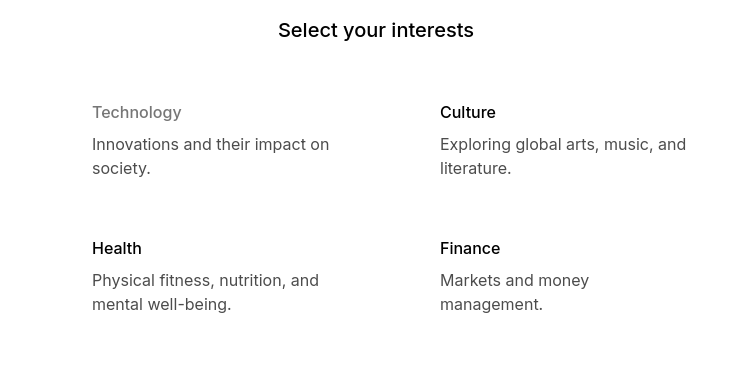 Select your interests
Technology
Innovations and their impact on
society.
Culture
Exploring global arts, music, and
literature.
Health
Physical fitness, nutrition, and
mental well-being.
Finance
Markets and money
management.